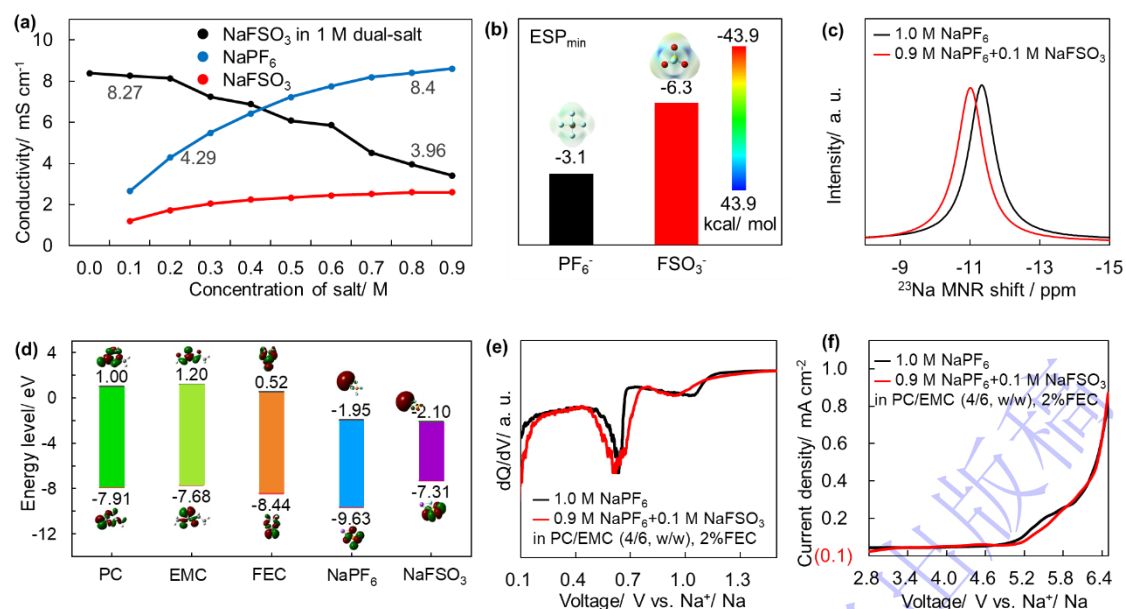 (a)
NaFSO₃ in 1 M dual-salt
NaPF₆
NaFSO₃
8.27
4.29
8.4
3.96
Conductivity/ mS cm⁻¹
10
8
6
4
2
0
0.0 0.1 0.2 0.3 0.4 0.5 0.6 0.7 0.8 0.9
Concentration of salt/ M
(b)
ESPmin
-3.1
-6.3
-43.9
43.9
kcal/ mol
PF₆⁻ FSO₃⁻
(c)
1.0 M NaPF₆
0.9 M NaPF₆+0.1 M NaFSO₃
Intensity/ a. u.
-9 -11 -13 -15
²³Na MNR shift / ppm
(d)
Energy level/ eV
4
0
-4
-8
-12
1.00 1.20 0.52 -1.95 -2.10
-7.91 -7.68 -8.44 -9.63 -7.31
PC EMC FEC NaPF₆ NaFSO₃
(e)
dQ/dV/ a. u.
1.0 M NaPF₆
0.9 M NaPF₆+0.1 M NaFSO₃
in PC/EMC (4/6, w/w), 2%FEC
0.1 0.4 0.7 1.0 1.3
Voltage/ V vs. Na⁺/ Na
(f)
1.0 M NaPF₆
0.9 M NaPF₆+0.1 M NaFSO₃
in PC/EMC (4/6, w/w), 2%FEC
Current density/ mA cm⁻²
1.0
0.8
0.6
0.4
0.2
(0.1)
2.8 3.4 4.0 4.6 5.2 5.8 6.4
Voltage/ V vs. Na⁺/ Na
出版稿